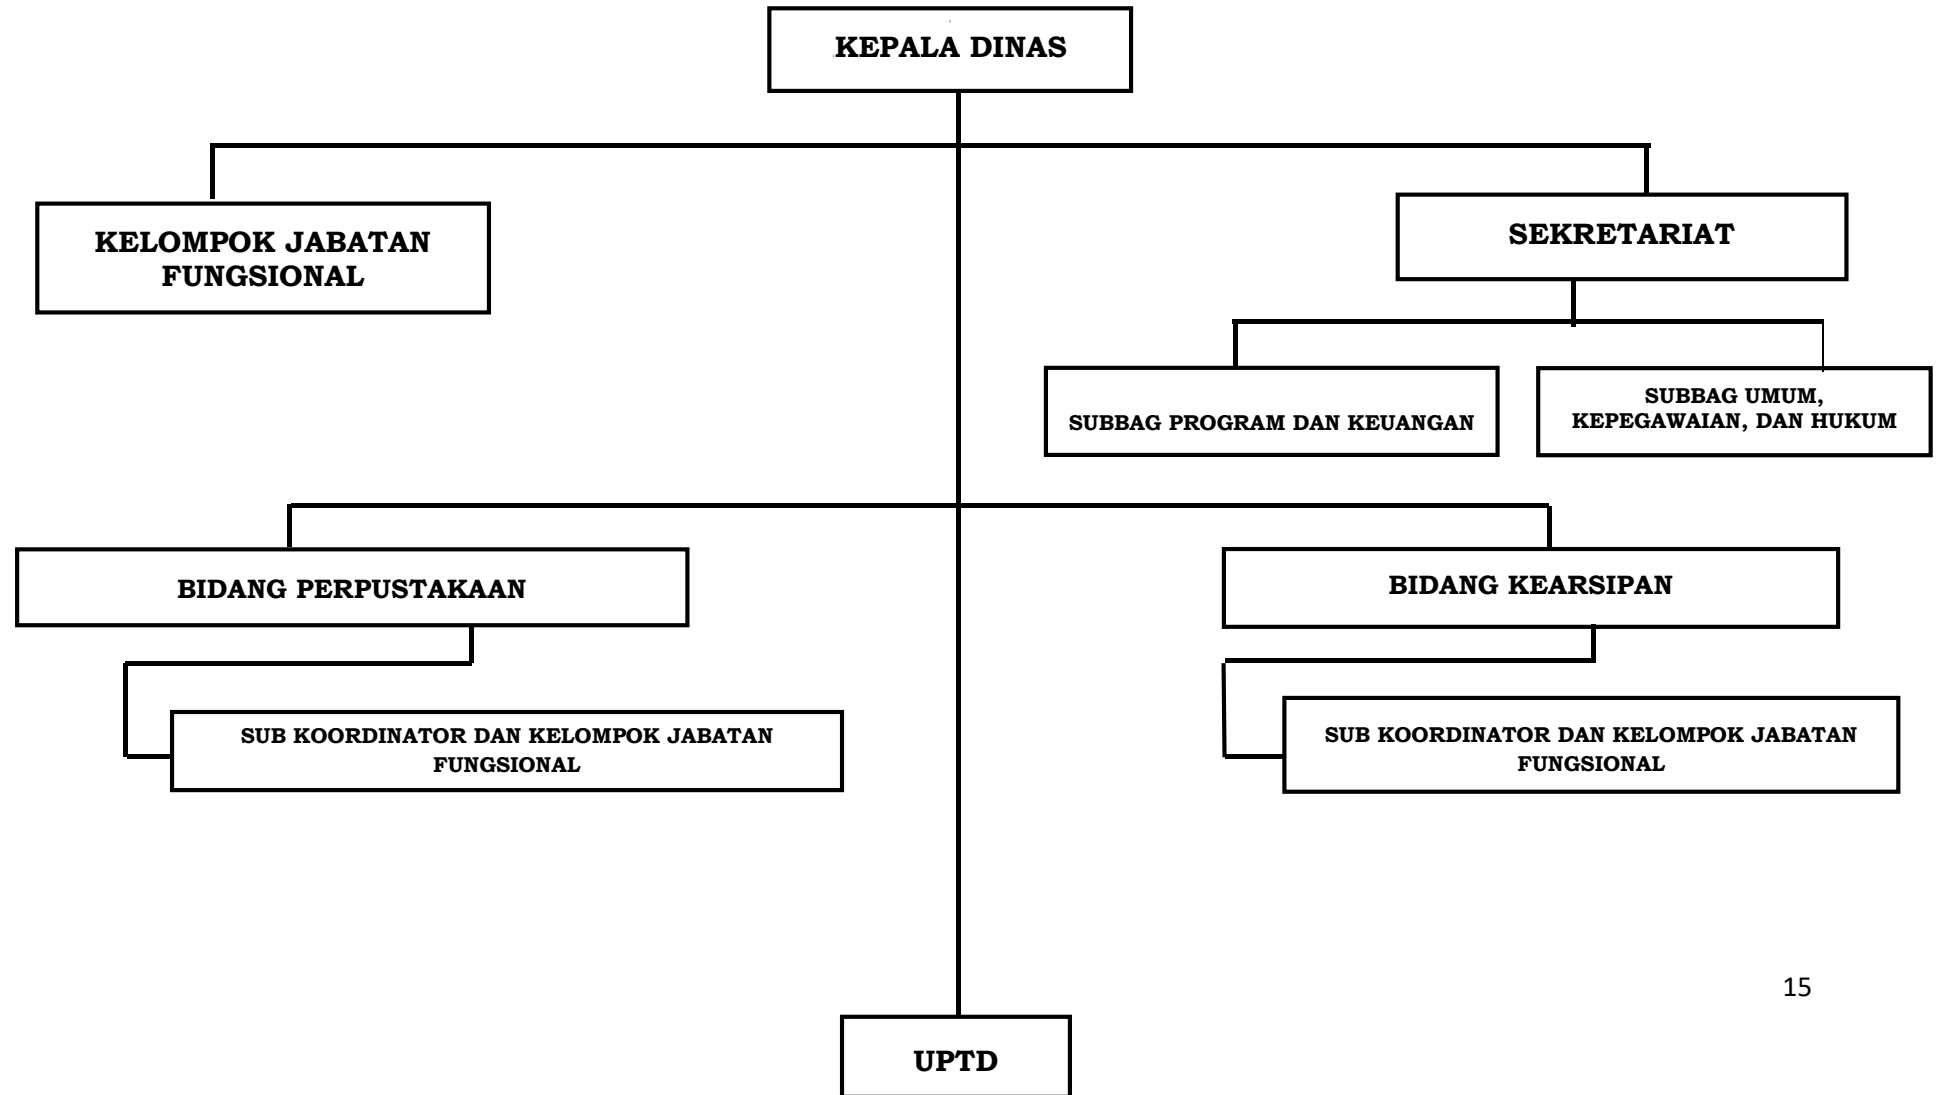 KEPALA DINAS
KELOMPOK JABATAN
FUNGSIONAL
SEKRETARIAT
SUBBAG PROGRAM DAN KEUANGAN
SUBBAG UMUM,
KEPEGAWAIAN, DAN HUKUM
BIDANG PERPUSTAKAAN
BIDANG KEARSIPAN
SUB KOORDINATOR DAN KELOMPOK JABATAN
FUNGSIONAL
SUB KOORDINATOR DAN KELOMPOK JABATAN
FUNGSIONAL
15
UPTD